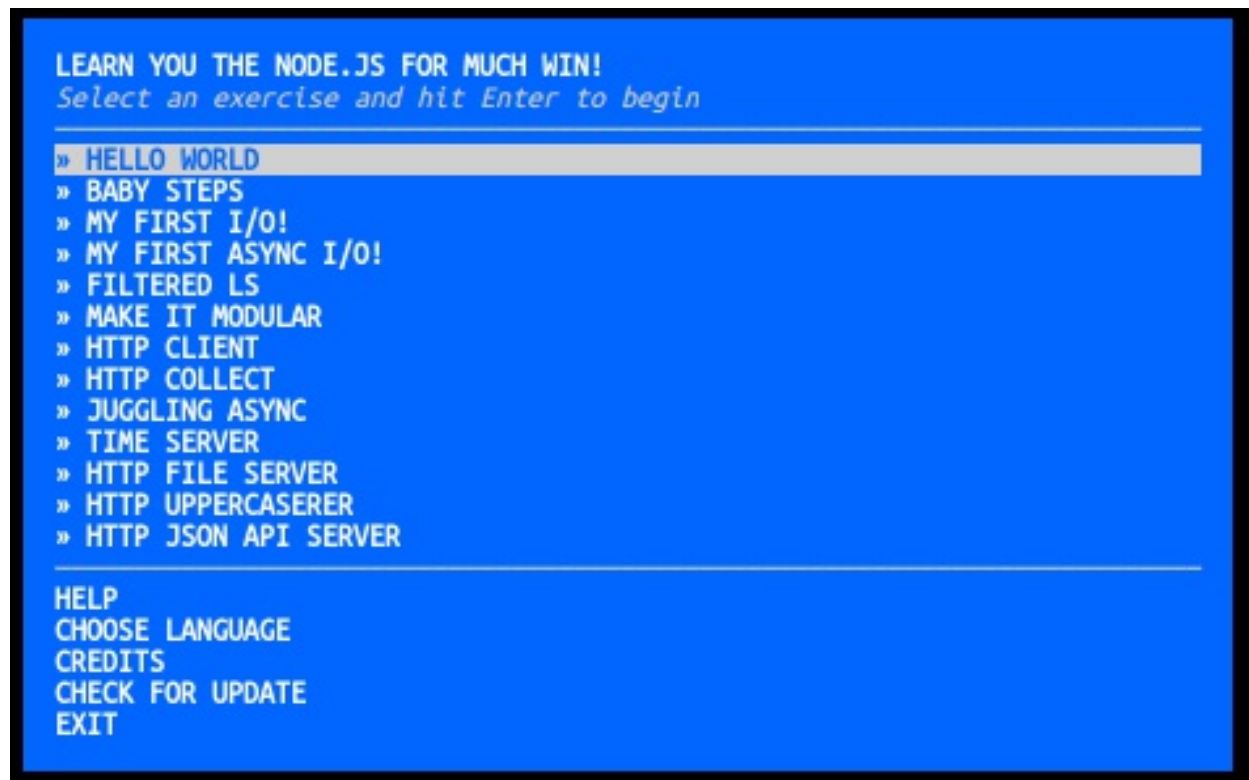 LEARN YOU THE NODE.JS FOR MUCH WIN!
Select an exercise and hit Enter to begin
» HELLO WORLD
» BABY STEPS
» MY FIRST I/O!
» MY FIRST ASYNC I/O!
» FILTERED LS
» MAKE IT MODULAR
» HTTP CLIENT
» HTTP COLLECT
» JUGGLING ASYNC
» TIME SERVER
» HTTP FILE SERVER
» HTTP UPPERCASERER
» HTTP JSON API SERVER
HELP
CHOOSE LANGUAGE
CREDITS
CHECK FOR UPDATE
EXIT